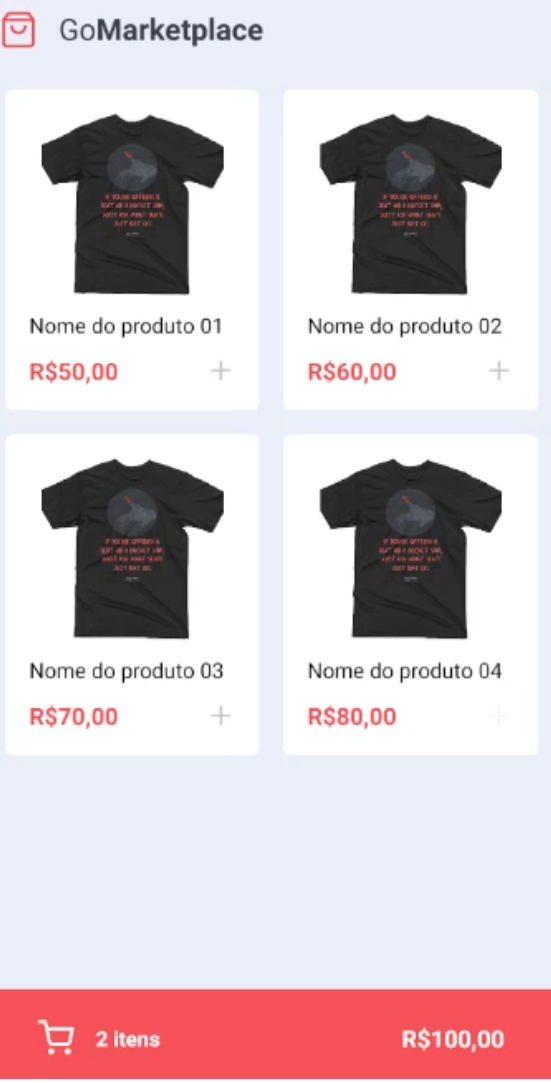 GoMarketplace
Nome do produto 01
R$50,00
Nome do produto 02
R$60,00
Nome do produto 03
R$70,00
Nome do produto 04
R$80,00
2 itens
R$100,00